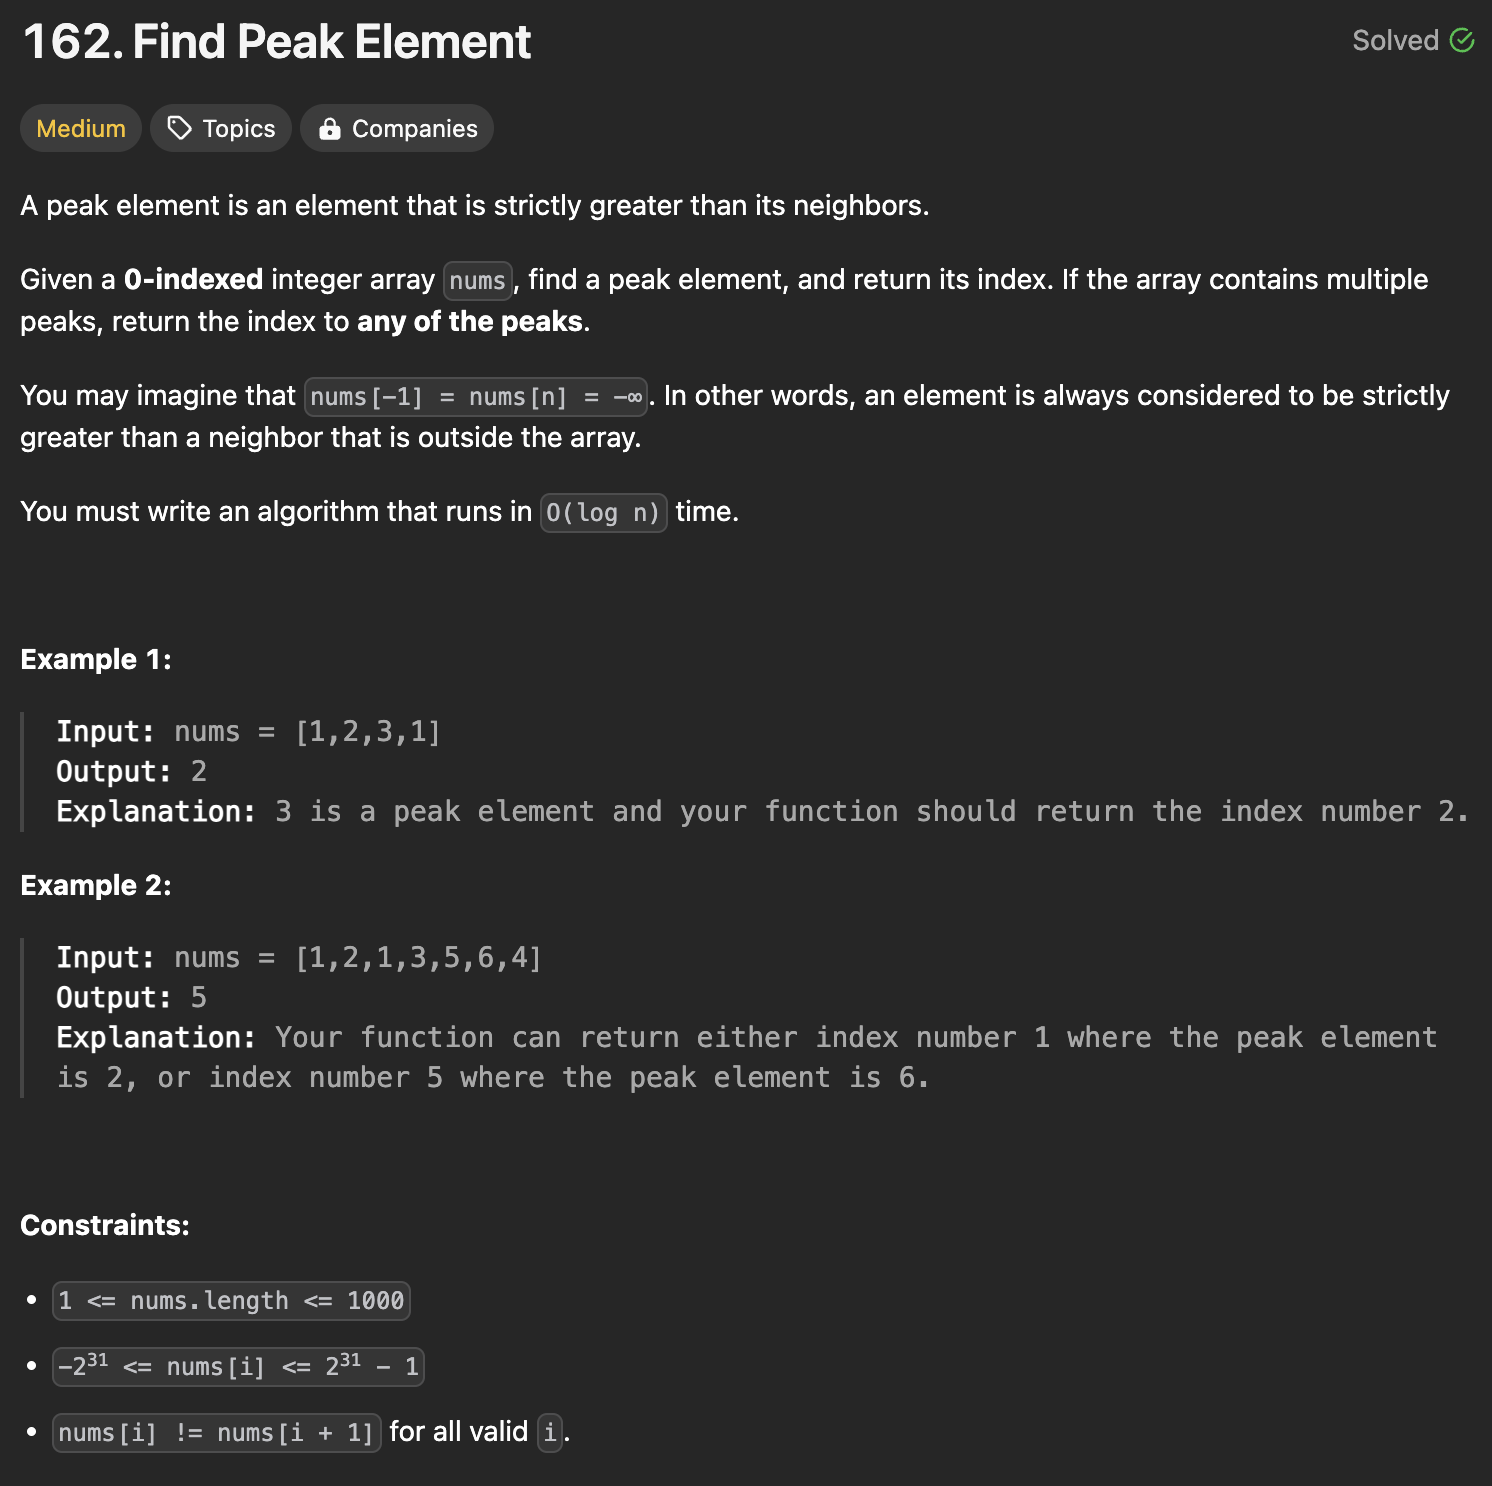 162. Find Peak Element
Solved
Medium
Topics
Companies
A peak element is an element that is strictly greater than its neighbors.
Given a 0-indexed integer array nums, find a peak element, and return its index. If the array contains multiple
peaks, return the index to any of the peaks.
You may imagine that nums[-1] = nums[n] = -∞. In other words, an element is always considered to be strictly
greater than a neighbor that is outside the array.
You must write an algorithm that runs in O(log n) time.
Example 1:
Input: nums = [1,2,3,1]
Output: 2
Explanation: 3 is a peak element and your function should return the index number 2.
Example 2:
Input: nums = [1,2,1,3,5,6,4]
Output: 5
Explanation: Your function can return either index number 1 where the peak element
is 2, or index number 5 where the peak element is 6.
Constraints:
• 1 <= nums.length <= 1000
• -2³¹ <= nums[i] <= 2³¹ - 1
• nums[i] != nums[i + 1] for all valid i.